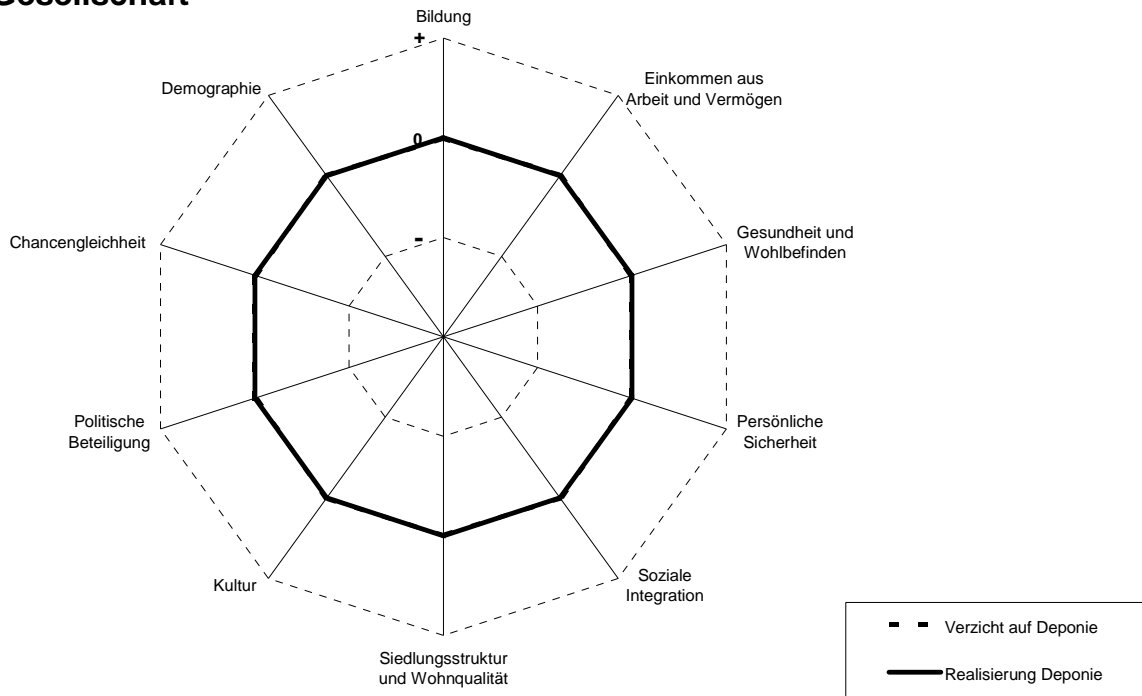 Gesellschaft
Bildung
+
Einkommen aus
Arbeit und Vermögen
Demographie
0
Gesundheit und
Wohlbefinden
Chancengleichheit
-
Persönliche
Sicherheit
Politische
Beteiligung
Soziale
Integration
Kultur
Siedlungsstruktur
und Wohnqualität
Verzicht auf Deponie
Realisierung Deponie